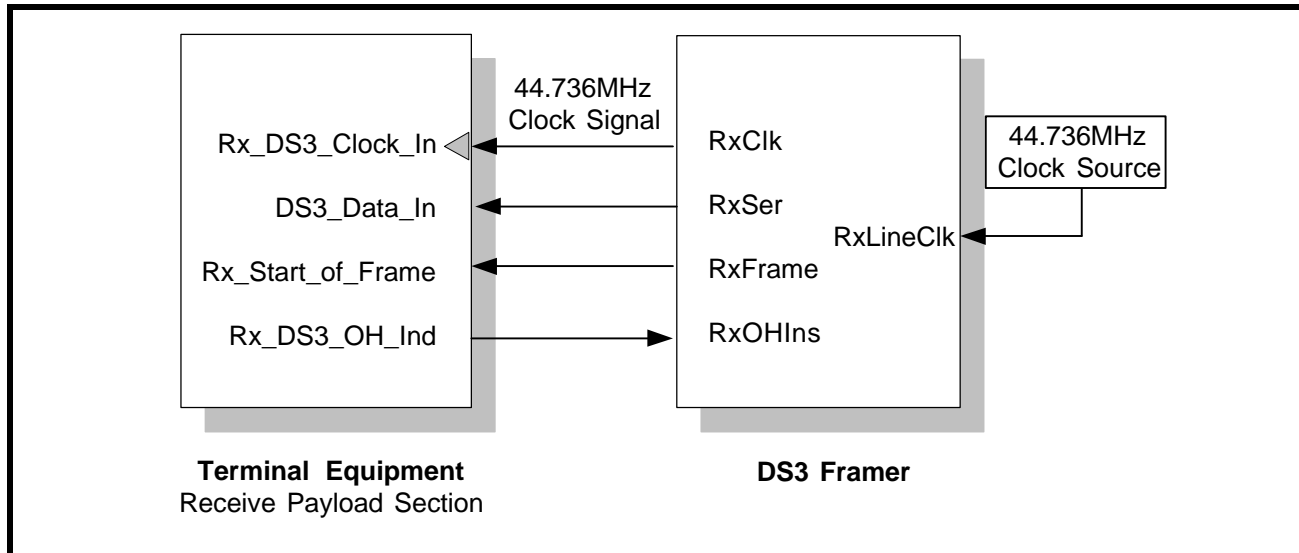 44.736MHz
Clock Signal
Rx_DS3_Clock_In
RxClk
44.736MHz
Clock Source
DS3_Data_In
RxSer
RxLineClk
Rx_Start_of_Frame
RxFrame
Rx_DS3_OH_Ind
RxOHIns
Terminal Equipment
Receive Payload Section
DS3 Framer